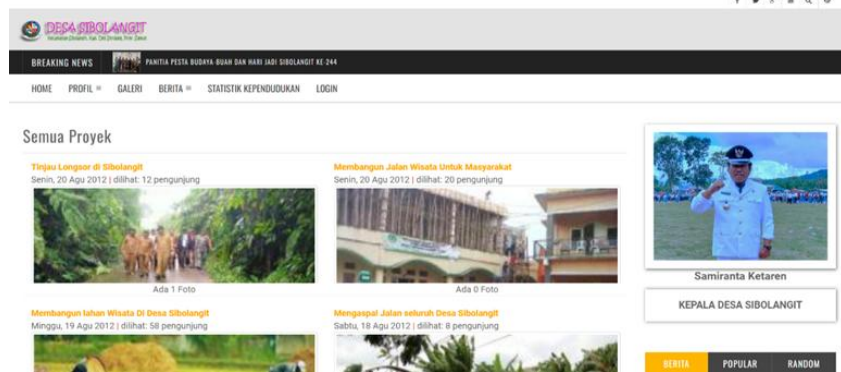 DESA SIBOLANGIT
BREAKING NEWS
PANITIA PESTA BUDAYA-BUAH DAN HARI JADI SIBOLANGIT KE-244
HOME PROFIL GALERI BERITA STATISTIK KEPENDUDUKAN LOGIN
Semua Proyek
Tinjau Longsor di Sibolangit
Senin, 20 Agu 2012 | dilihat: 12 pengunjung
Ada 1 Foto
Membangun Jalan Wisata Untuk Masyarakat
Senin, 20 Agu 2012 | dilihat: 20 pengunjung
Ada 0 Foto
Membangun lahan Wisata Di Desa Sibolangit
Minggu, 19 Agu 2012 | dilihat: 58 pengunjung
Mengaspal Jalan seluruh Desa Sibolangit
Sabtu, 18 Agu 2012 | dilihat: 8 pengunjung
Samiranta Ketaren
KEPALA DESA SIBOLANGIT
BERITA POPULAR RANDOM